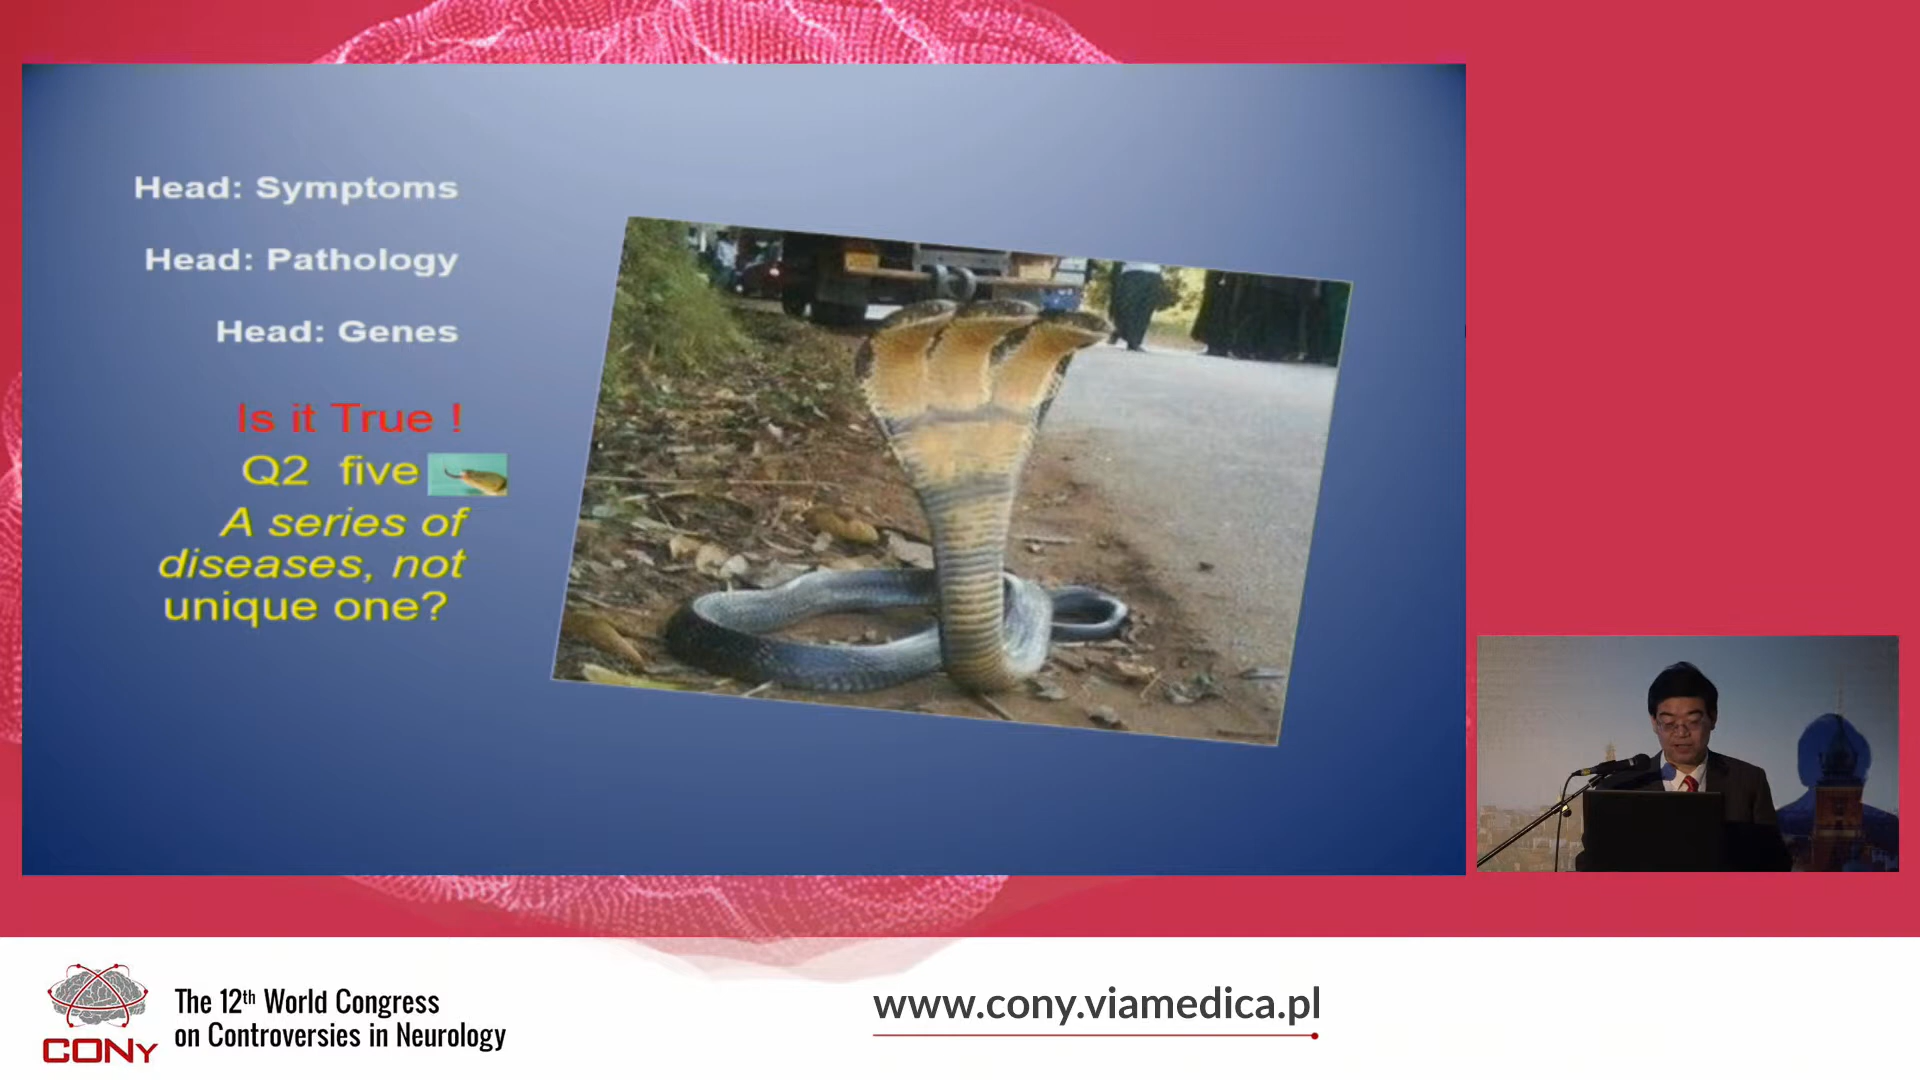 Head: Symptoms
Head: Pathology
Head: Genes
Is it True !
Q2 five
A series of
diseases, not
unique one?
The 12th World Congress
on Controversies in Neurology
CONy
www.cony.viamedica.pl